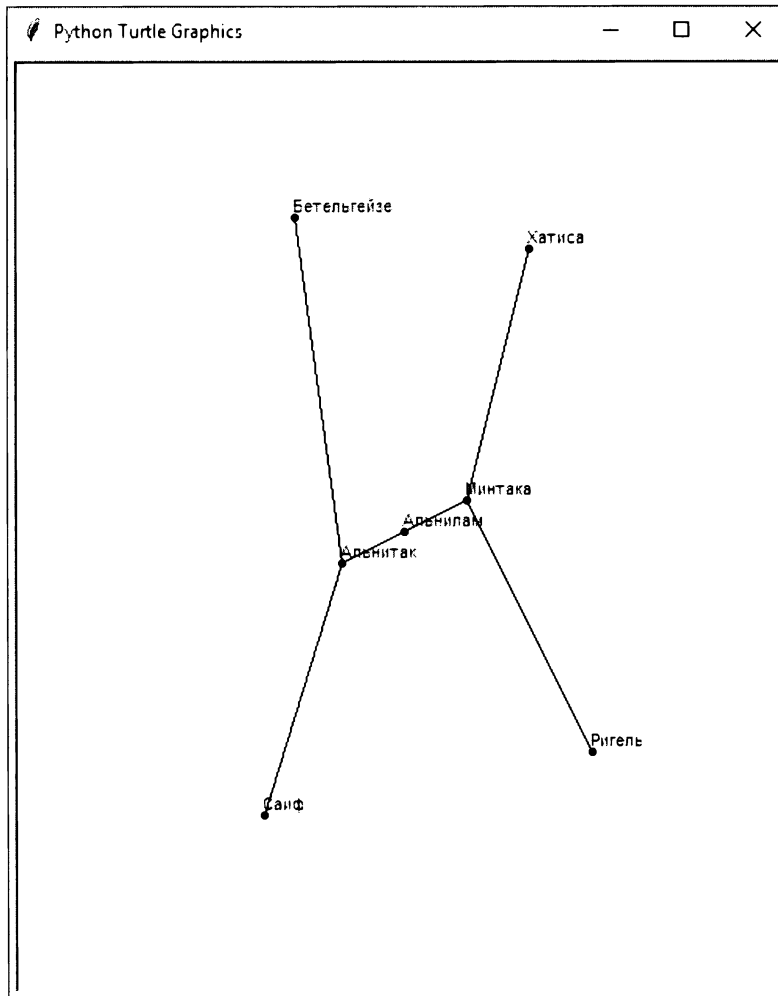 Python Turtle Graphics
Бетельгейзе
Хатиса
Минтака
Альнилам
Альнитак
Ригель
Саиф